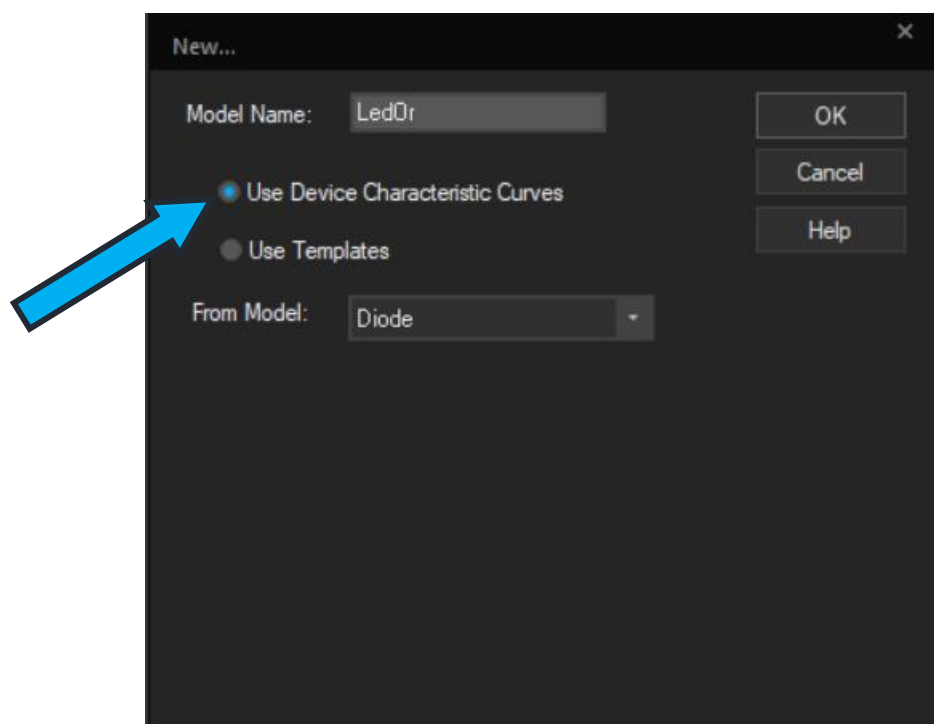 New...
Model Name: LedOr OK
Use Device Characteristic Curves Cancel
Use Templates Help
From Model: Diode